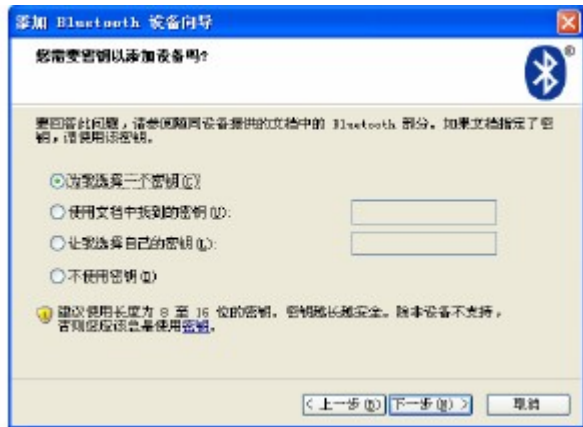 添加 Bluetooth 设备向导
您需要密钥以添加设备吗?
要回答此问题，请参阅随同设备提供的文档中的 Bluetooth 部分。如果文档指定了密
钥，请使用该密钥。
为我选择一个密钥(C)
使用文档中找到的密钥(U):
让我选择自己的密钥(L):
不使用密钥(D)
建议使用长度为 8 至 16 位的密钥。密钥越长越安全。除非设备不支持，
否则您应该总是使用密钥。
< 上一步(B) 下一步(N) > 取消